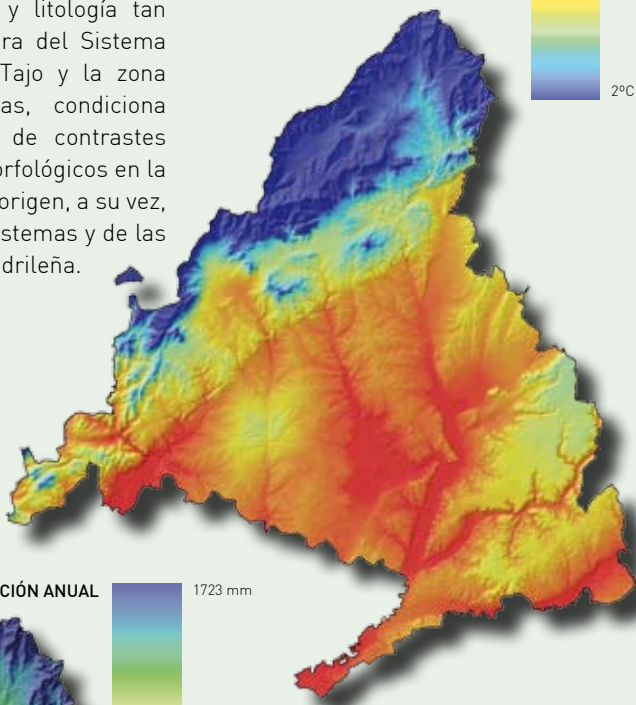 y litología tan
ra del Sistema
Tajo y la zona
as, condiciona
de contrastes
orfológicos en la
origen, a su vez,
stemas y de las
drileña.
2ºC
CIÓN ANUAL
1723 mm